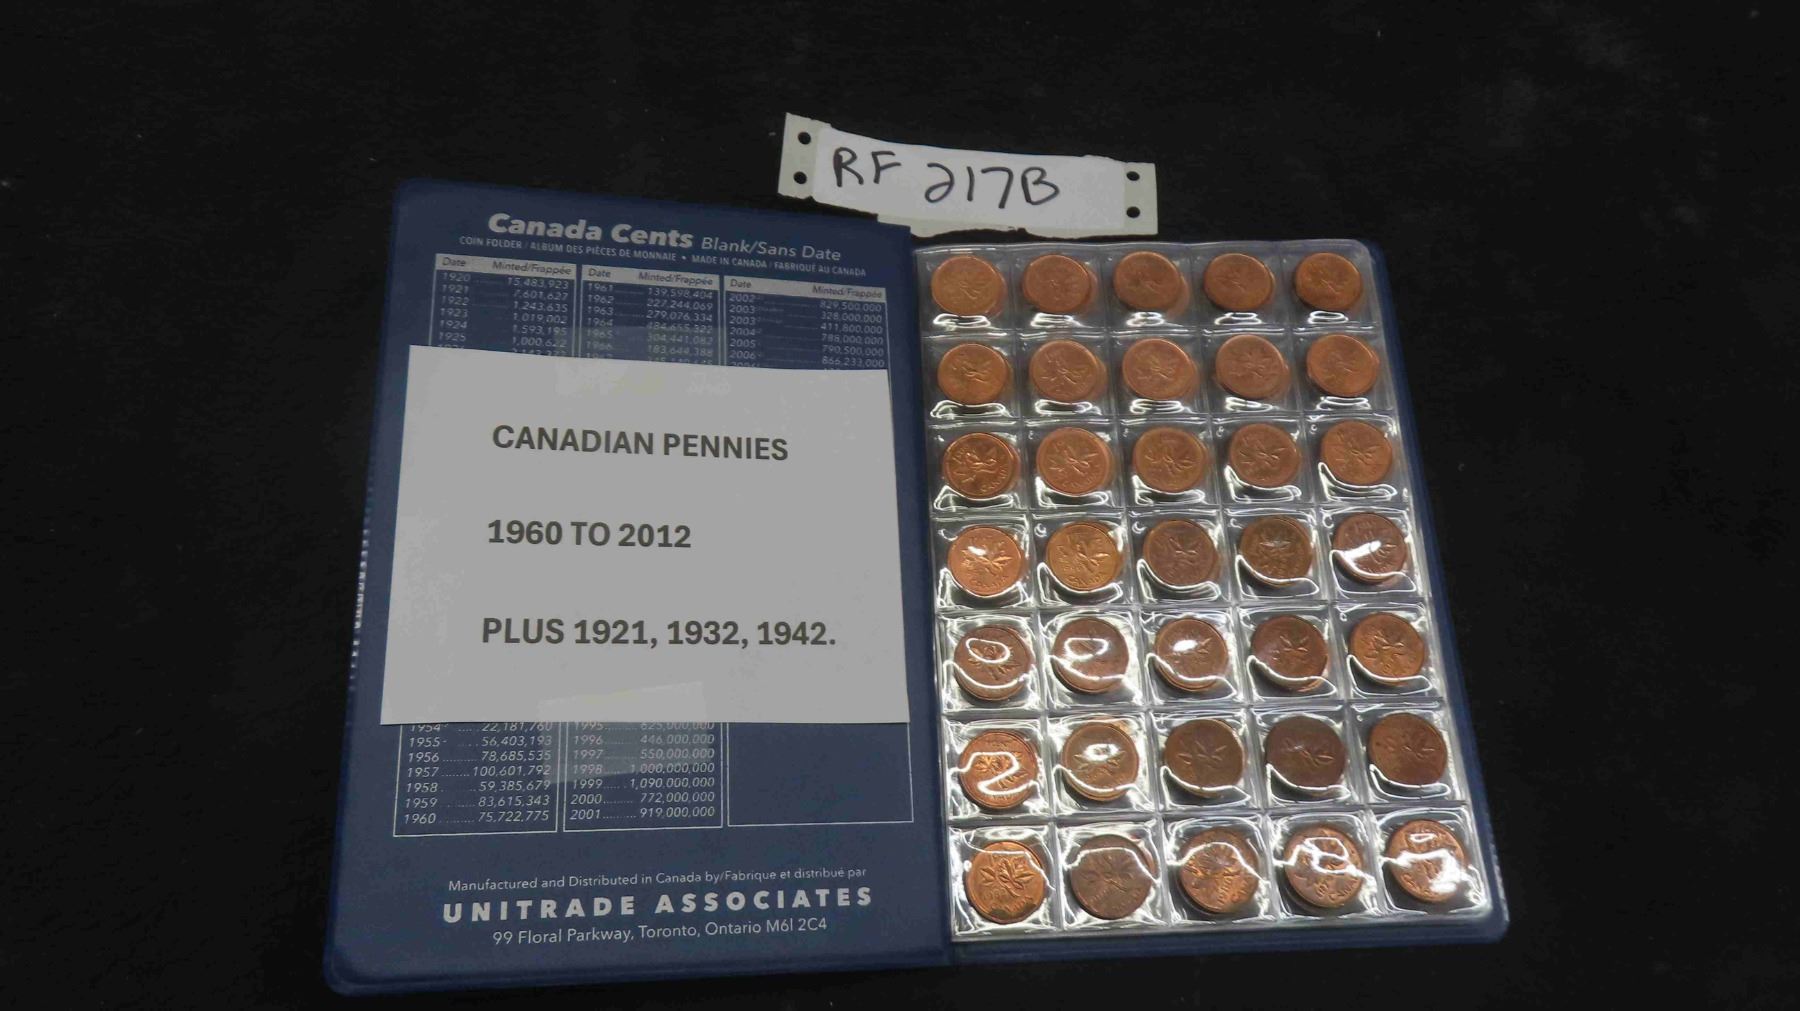 RF 217B
Canada Cents Blank/Sans Date
COIN FOLDER / ALBUM DES PIÈCES DE MONNAIE • MADE IN CANADA / FABRIQUÉ AU CANADA
Date Minted/Frappée Date Minted/Frappée Date Minted/Frappée
1920 15,483,923 1961 139,598,404 2002 829,500,000
1921 7,601,627 1962 227,244,069 2003 328,000,000
1922 1,243,635 1963 279,076,334 2003 411,800,000
1923 1,019,002 1964 484,655,322 2004 788,000,000
1924 1,593,195 1965 304,441,082 2005 790,500,000
1925 1,000,622 1966 183,644,388 2006 866,233,000
CANADIAN PENNIES
1960 TO 2012
PLUS 1921, 1932, 1942.
1954 22,181,760 1995 625,000,000
1955 56,403,193 1996 446,000,000
1956 78,685,535 1997 550,000,000
1957 100,601,792 1998 1,000,000,000
1958 59,385,679 1999 1,090,000,000
1959 83,615,343 2000 772,000,000
1960 75,722,775 2001 919,000,000
Manufactured and Distributed in Canada by/Fabrique et distribué par
UNITRADE ASSOCIATES
99 Floral Parkway, Toronto, Ontario M6l 2C4